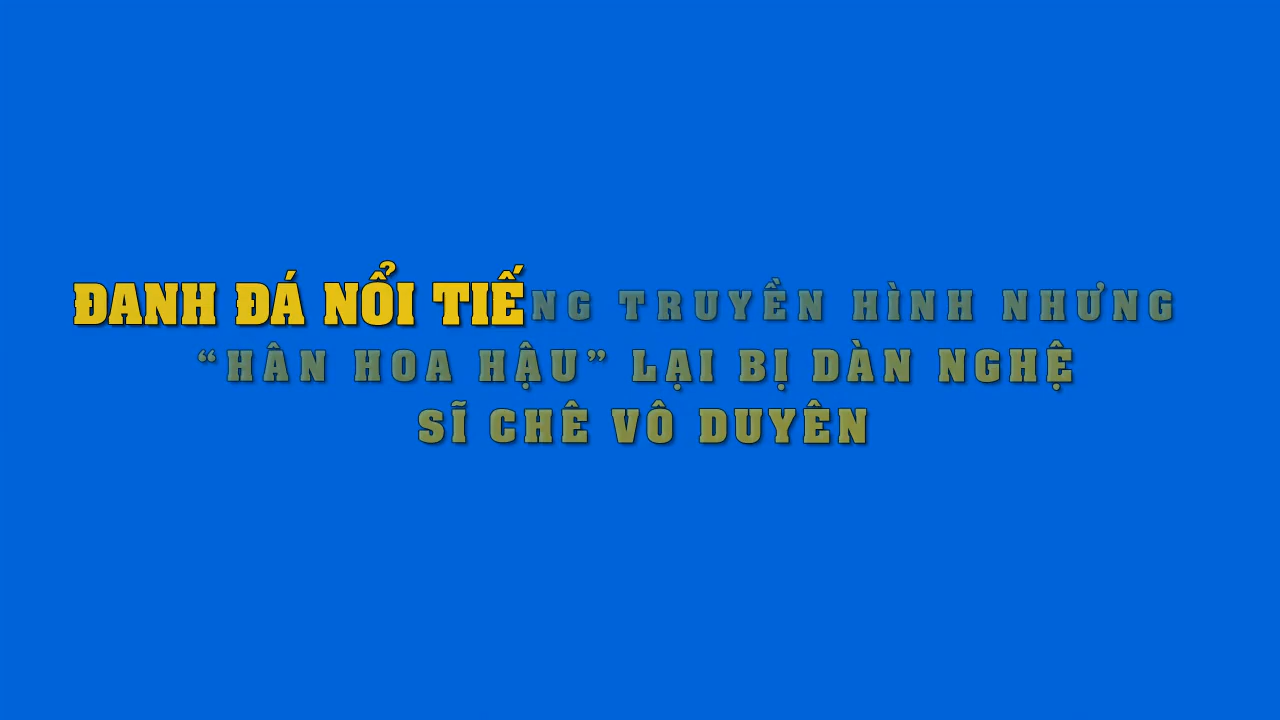 ĐANH ĐÁ NỔI TIẾNG TRUYỀN HÌNH NHƯNG
“HÂN HOA HẬU” LẠI BỊ DÀN NGHỆ
SĨ CHÊ VÔ DUYÊN